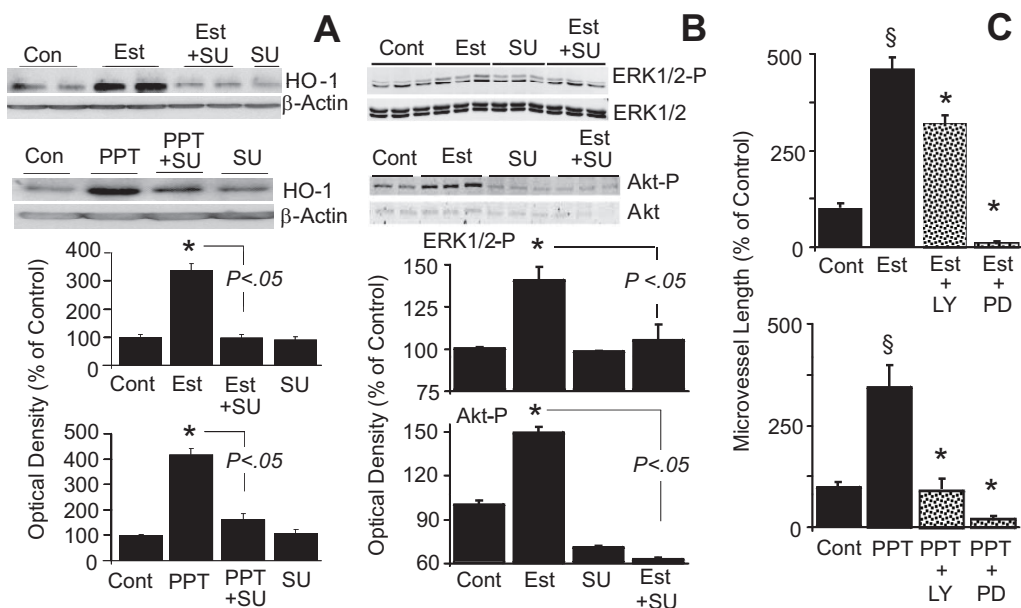 A
Con
Est
Est
+SU
SU
HO-1
β-Actin
Con
PPT
PPT
+SU
SU
HO-1
β-Actin
Optical Density (% of Control)
400
300
200
100
0
*
P<.05
Cont
Est
Est
+SU
SU
500
400
300
200
100
0
*
P<.05
Cont
PPT
PPT
+SU
SU
B
Cont
Est
SU
Est
+SU
ERK1/2-P
ERK1/2
Cont
Est
SU
Est
+SU
Akt-P
Akt
Optical Density (% of Control)
ERK1/2-P
150
125
100
75
*
P<.05
Akt-P
150
120
90
60
*
P<.05
Cont
Est
SU
Est
+SU
C
Microvessel Length (% of Control)
500
250
0
§
*
*
Cont
Est
Est
+
LY
Est
+
PD
500
250
0
§
*
*
Cont
PPT
PPT
+
LY
PPT
+
PD